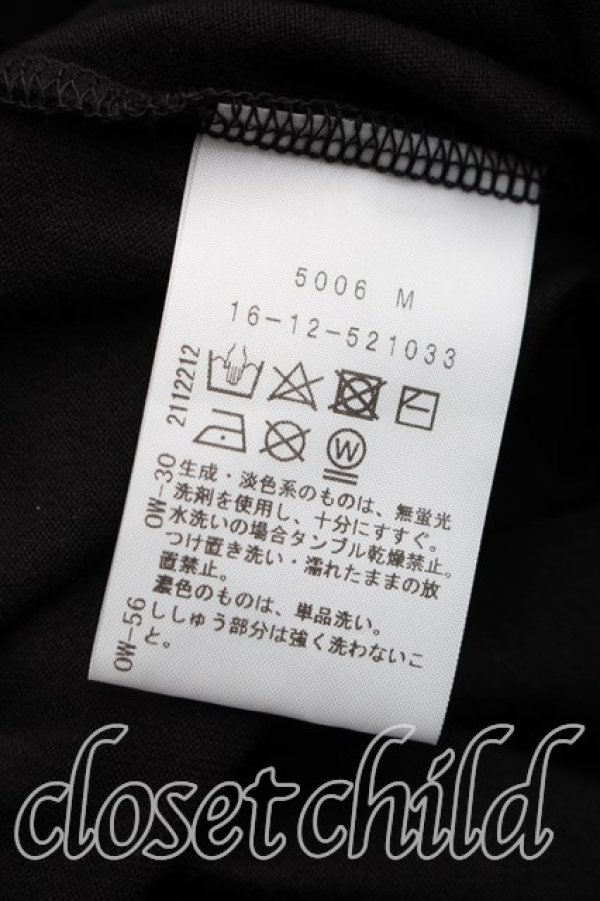 5006 M
16-12-521033
2112212
W
OW-30
生成・淡色系のものは、無蛍光
洗剤を使用し、十分にすすぐ。
水洗いの場合タンブル乾燥禁止。
つけ置き洗い・濡れたままの放
置禁止。
濃色のものは、単品洗い。
OW-56
ししゅう部分は強く洗わないこ
と。
closet child